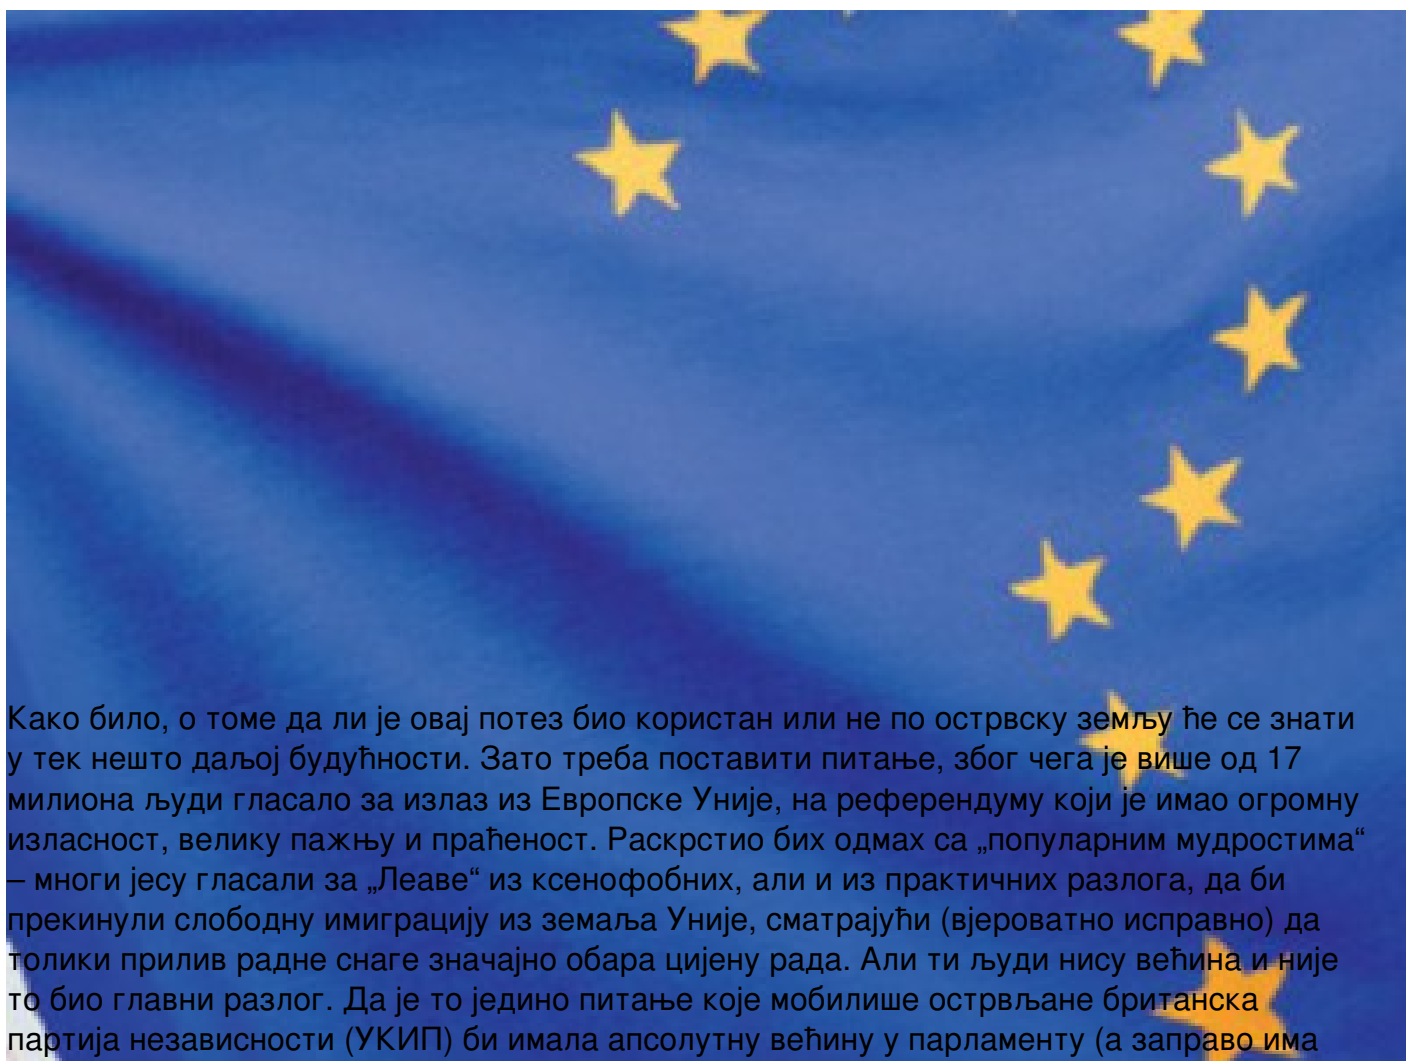 Како било, о томе да ли је овај потез био користан или не по острвску земљу ће се знати
у тек нешто даљој будућности. Зато треба поставити питање, због чега је више од 17
милиона људи гласало за излаз из Европске Уније, на референдуму који је имао огромну
изласност, велику пажњу и праћеност. Раскрстио бих одмах са „популарним мудростима“
– многи јесу гласали за „Леаве“ из ксенофобних, али и из практичних разлога, да би
прекинули слободну имиграцију из земаља Уније, сматрајући (вјероватно исправно) да
толики прилив радне снаге значајно обара цијену рада. Али ти људи нису већина и није
то био главни разлог. Да је то једино питање које мобилише острвљане британска
партија независности (УКИП) би имала апсолутну већину у парламенту (а заправо има